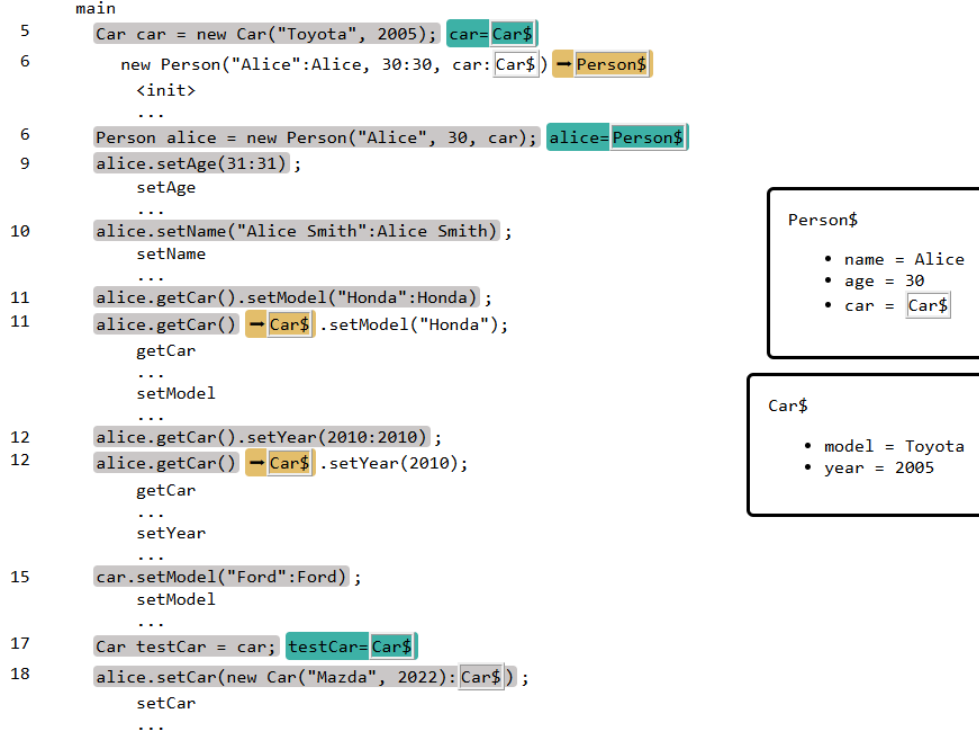 main
5 Car car = new Car("Toyota", 2005); car=Car$
6 new Person("Alice":Alice, 30:30, car:Car$) → Person$
<init>
...
6 Person alice = new Person("Alice", 30, car); alice=Person$
9 alice.setAge(31:31);
setAge
...
10 alice.setName("Alice Smith":Alice Smith);
setName
...
11 alice.getCar().setModel("Honda":Honda);
11 alice.getCar() → Car$.setModel("Honda");
getCar
...
setModel
...
12 alice.getCar().setYear(2010:2010);
12 alice.getCar() → Car$.setYear(2010);
getCar
...
setYear
...
15 car.setModel("Ford":Ford);
setModel
...
17 Car testCar = car; testCar=Car$
18 alice.setCar(new Car("Mazda", 2022):Car$);
setCar
...
Person$
• name = Alice
• age = 30
• car = Car$
Car$
• model = Toyota
• year = 2005